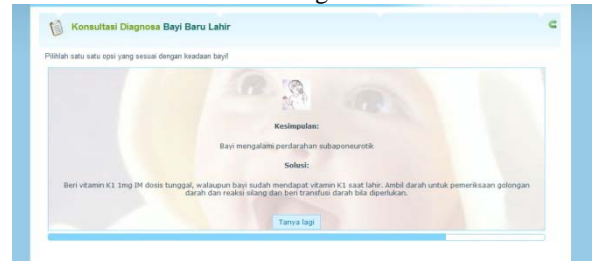 Konsultasi Diagnosa Bayi Baru Lahir
Pilihlah satu satu opsi yang sesuai dengan keadaan bayi!
Kesimpulan:
Bayi mengalami perdarahan subaponeurotik
Solusi:
Beri vitamin K1 1mg IM dosis tunggal, walaupun bayi sudah mendapat vitamin K1 saat lahir. Ambil darah untuk pemeriksaan golongan
darah dan reaksi silang dan beri transfusi darah bila diperlukan.
Tanya lagi